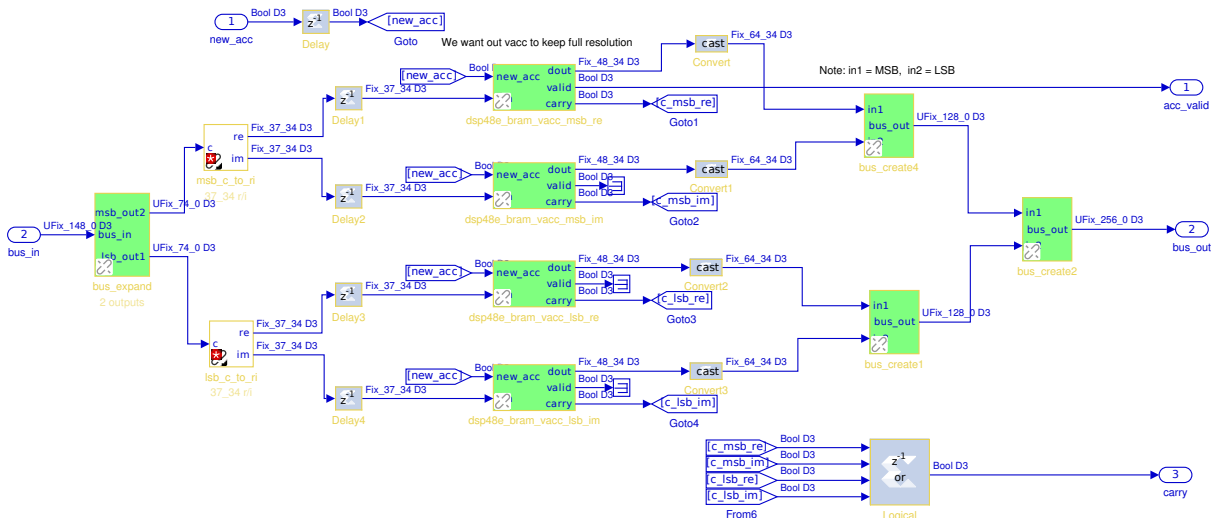 Bool D3
Bool D3
1
z-1
[new_acc]
new_acc
Delay
Goto
We want out vacc to keep full resolution
Fix_64_34 D3
cast
Convert
Note: in1 = MSB, in2 = LSB
[new_acc]
new_acc
dout
valid
carry
Fix_48_34 D3
Bool D3
Bool D3
dsp48e_bram_vacc_msb_re
[c_msb_re]
Goto1
1
acc_valid
Fix_37_34 D3
z-1
Fix_37_34 D3
Delay1
c
re
im
Fix_37_34 D3
Fix_37_34 D3
msb_c_to_ri
37_34 r/i
in1
bus_out
UFix_128_0 D3
bus_create4
[new_acc]
new_acc
dout
valid
carry
Fix_48_34 D3
Bool D3
Bool D3
dsp48e_bram_vacc_msb_im
cast
Fix_64_34 D3
Convert1
[c_msb_im]
Goto2
z-1
Fix_37_34 D3
Delay2
2
bus_in
UFix_148_0 D3
msb_out2
bus_in
lsb_out1
UFix_74_0 D3
UFix_74_0 D3
bus_expand
2 outputs
in1
bus_out
UFix_256_0 D3
bus_create2
2
bus_out
[new_acc]
new_acc
dout
valid
carry
Fix_48_34 D3
Bool D3
Bool D3
dsp48e_bram_vacc_lsb_re
cast
Fix_64_34 D3
Convert2
[c_lsb_re]
Goto3
z-1
Fix_37_34 D3
Delay3
c
re
im
Fix_37_34 D3
Fix_37_34 D3
lsb_c_to_ri
37_34 r/i
in1
bus_out
UFix_128_0 D3
bus_create1
[new_acc]
new_acc
dout
valid
carry
Fix_48_34 D3
Bool D3
Bool D3
dsp48e_bram_vacc_lsb_im
cast
Fix_64_34 D3
Convert3
[c_lsb_im]
Goto4
z-1
Fix_37_34 D3
Delay4
[c_msb_re]
Bool D3
[c_msb_im]
Bool D3
[c_lsb_re]
Bool D3
[c_lsb_im]
Bool D3
From6
z-1
or
Logical
Bool D3
3
carry